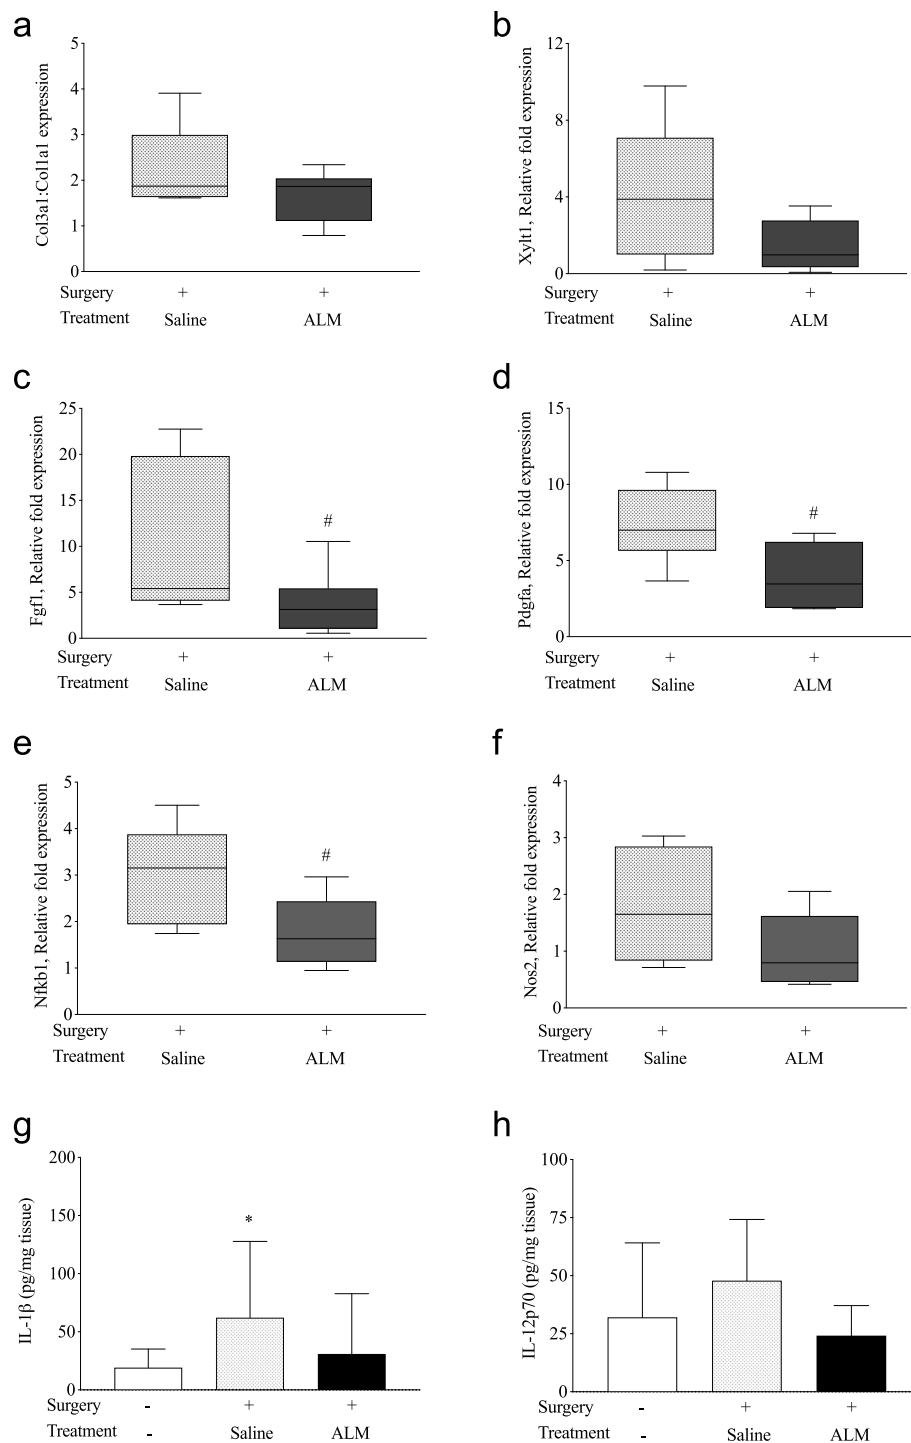 a
Col3a1:Col1a1 expression
5
4
3
2
1
0
Surgery + +
Treatment Saline ALM
b
Xylt1, Relative fold expression
12
8
4
0
Surgery + +
Treatment Saline ALM
c
Fgf1, Relative fold expression
25
20
15
10
5
0
#
Surgery + +
Treatment Saline ALM
d
Pdgfa, Relative fold expression
15
10
5
0
#
Surgery + +
Treatment Saline ALM
e
Nfkb1, Relative fold expression
5
4
3
2
1
0
#
Surgery + +
Treatment Saline ALM
f
Nos2, Relative fold expression
4
3
2
1
0
Surgery + +
Treatment Saline ALM
g
IL-1β (pg/mg tissue)
200
150
100
50
0
*
Surgery - + +
Treatment - Saline ALM
h
IL-12p70 (pg/mg tissue)
100
75
50
25
0
Surgery - + +
Treatment - Saline ALM